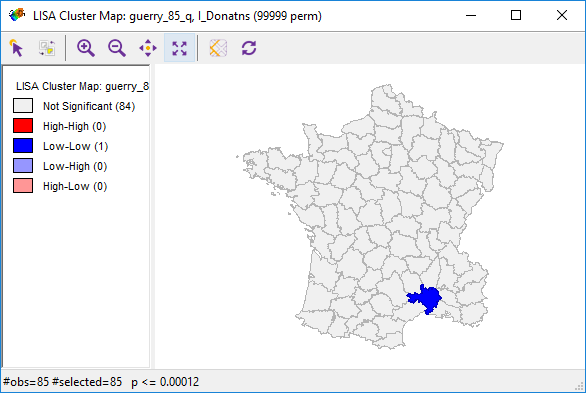 LISA Cluster Map: guerry_85_q, I_Donatns (99999 perm)
LISA Cluster Map: guerry_8
Not Significant (84)
High-High (0)
Low-Low (1)
Low-High (0)
High-Low (0)
#obs=85 #selected=85 p <= 0.00012